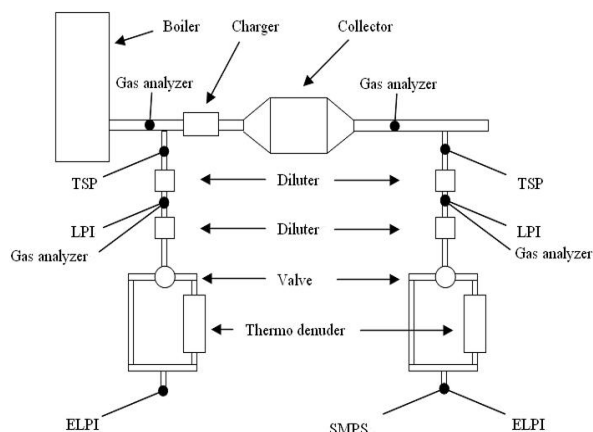 Boiler
Charger
Collector
Gas analyzer
Gas analyzer
TSP
Diluter
TSP
LPI
Gas analyzer
Diluter
LPI
Gas analyzer
Valve
Thermo denuder
ELPI
SMPS
ELPI